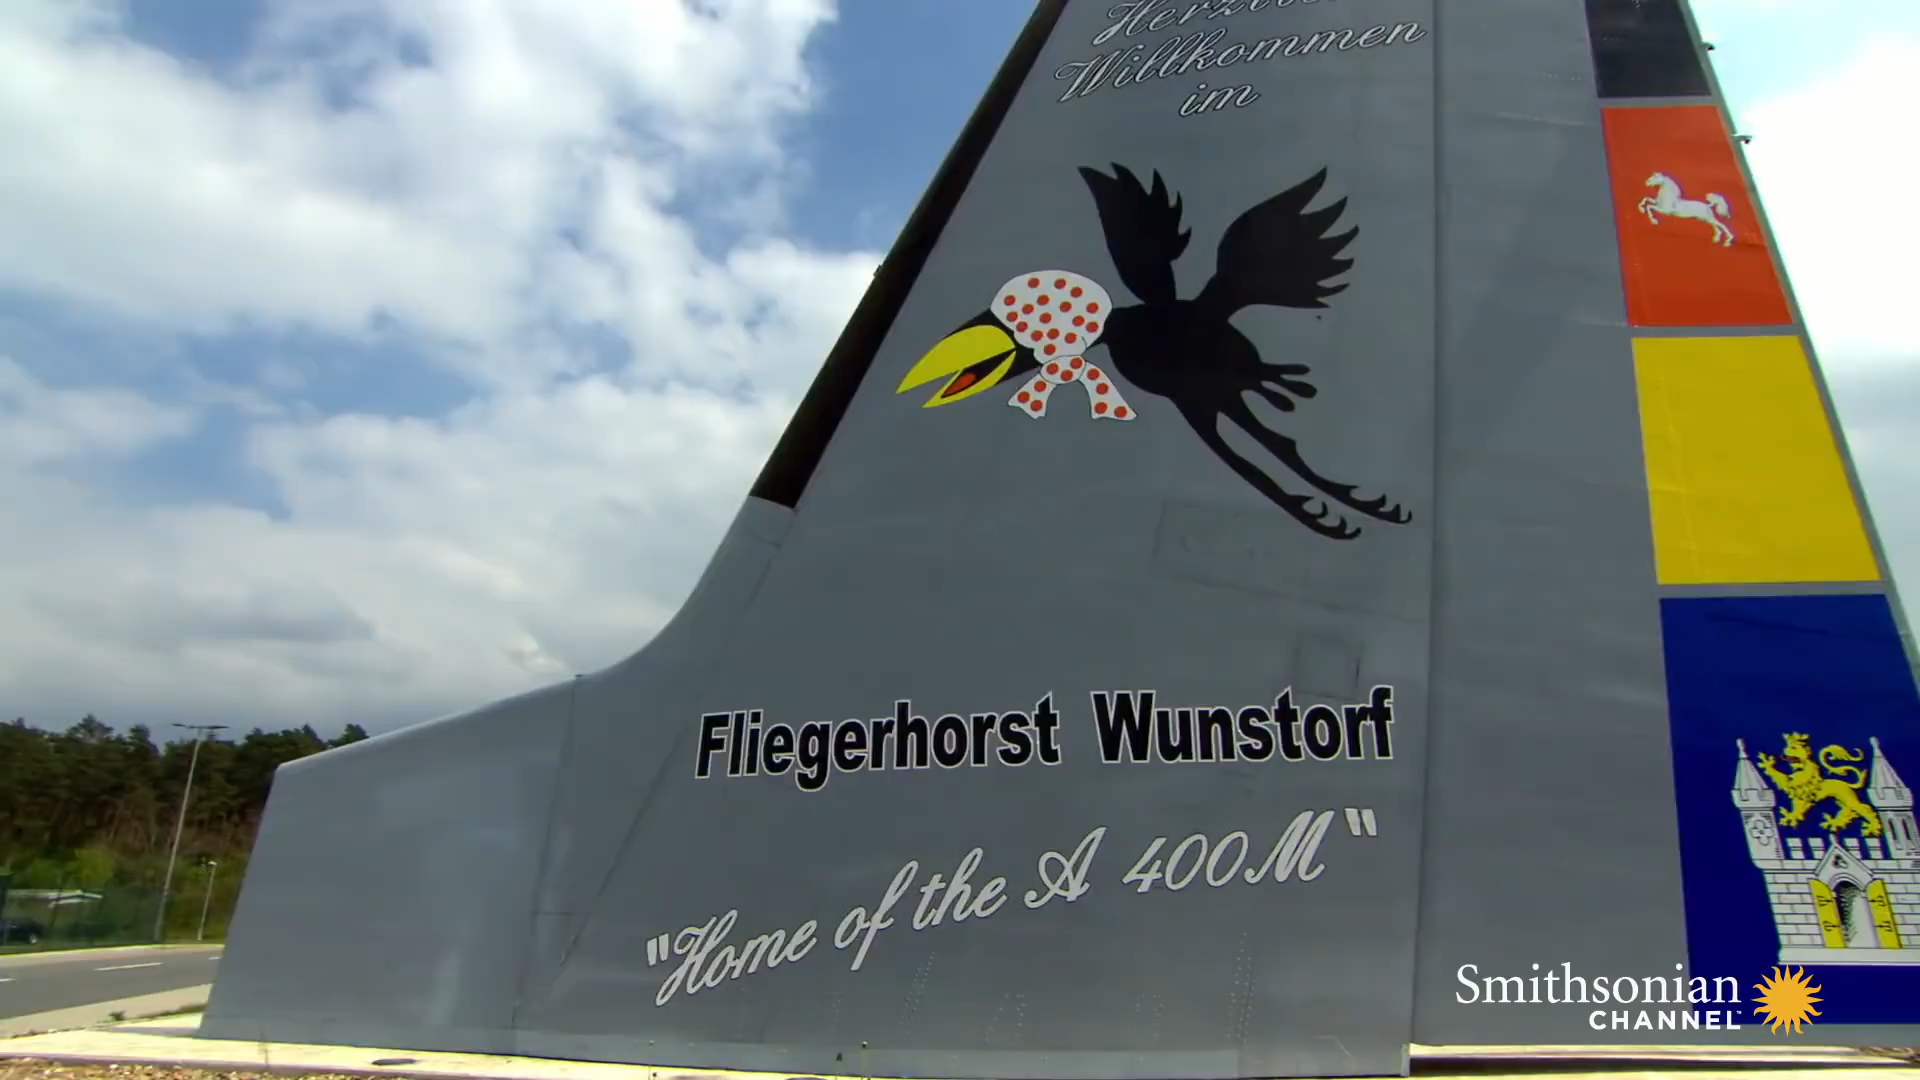 Willkommen
im
Fliegerhorst Wunstorf
"Home of the A 400M"
Smithsonian
CHANNEL